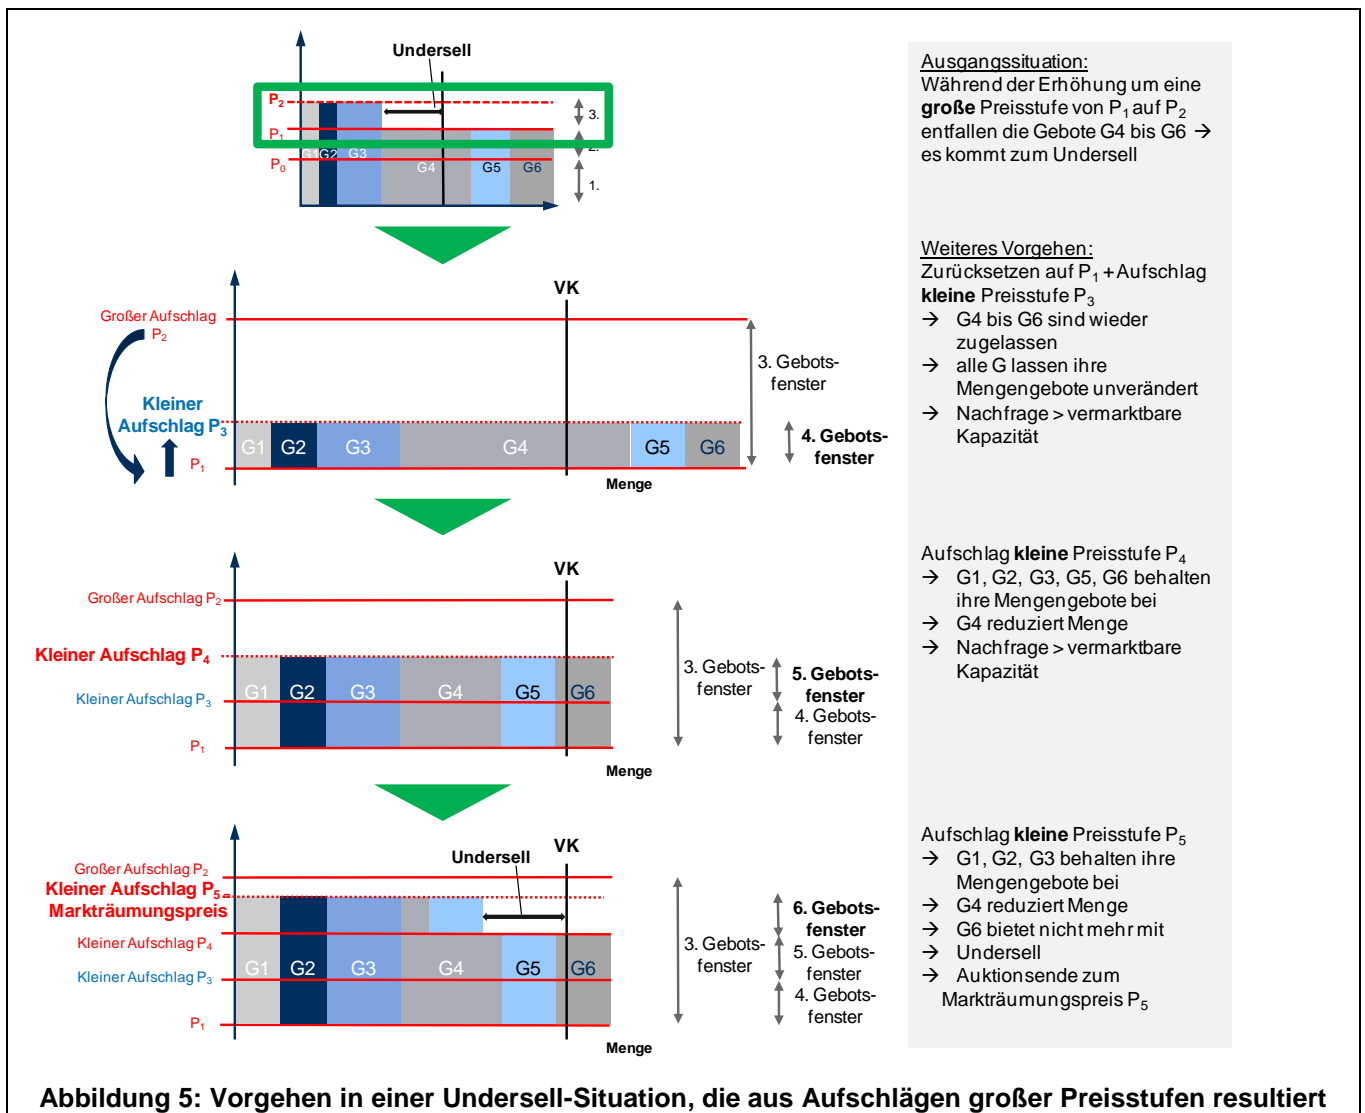 Undersell
P2
P1
P0
G1
G2
G3
G4
G5
G6
3.
2.
1.
Ausgangssituation:
Während der Erhöhung um eine
große Preisstufe von P1 auf P2
entfallen die Gebote G4 bis G6 →
es kommt zum Undersell
VK
Großer Aufschlag
P2
Kleiner
Aufschlag P3
P1
G1
G2
G3
G4
G5
G6
Menge
3. Gebots-
fenster
4. Gebots-
fenster
Weiteres Vorgehen:
Zurücksetzen auf P1 + Aufschlag
kleine Preisstufe P3
→ G4 bis G6 sind wieder
zugelassen
→ alle G lassen ihre
Mengengebote unverändert
→ Nachfrage > vermarktbare
Kapazität
VK
Großer Aufschlag P2
Kleiner Aufschlag P4
Kleiner Aufschlag P3
P1
G1
G2
G3
G4
G5
G6
Menge
3. Gebots-
fenster
5. Gebots-
fenster
4. Gebots-
fenster
Aufschlag kleine Preisstufe P4
→ G1, G2, G3, G5, G6 behalten
ihre Mengengebote bei
→ G4 reduziert Menge
→ Nachfrage > vermarktbare
Kapazität
VK
Undersell
Großer Aufschlag P2
Kleiner Aufschlag P5 =
Markträumungspreis
Kleiner Aufschlag P4
Kleiner Aufschlag P3
P1
G1
G2
G3
G4
G5
G6
Menge
3. Gebots-
fenster
6. Gebots-
fenster
5. Gebots-
fenster
4. Gebots-
fenster
Aufschlag kleine Preisstufe P5
→ G1, G2, G3 behalten ihre
Mengengebote bei
→ G4 reduziert Menge
→ G6 bietet nicht mehr mit
→ Undersell
→ Auktionsende zum
Markträumungspreis P5
Abbildung 5: Vorgehen in einer Undersell-Situation, die aus Aufschlägen großer Preisstufen resultiert